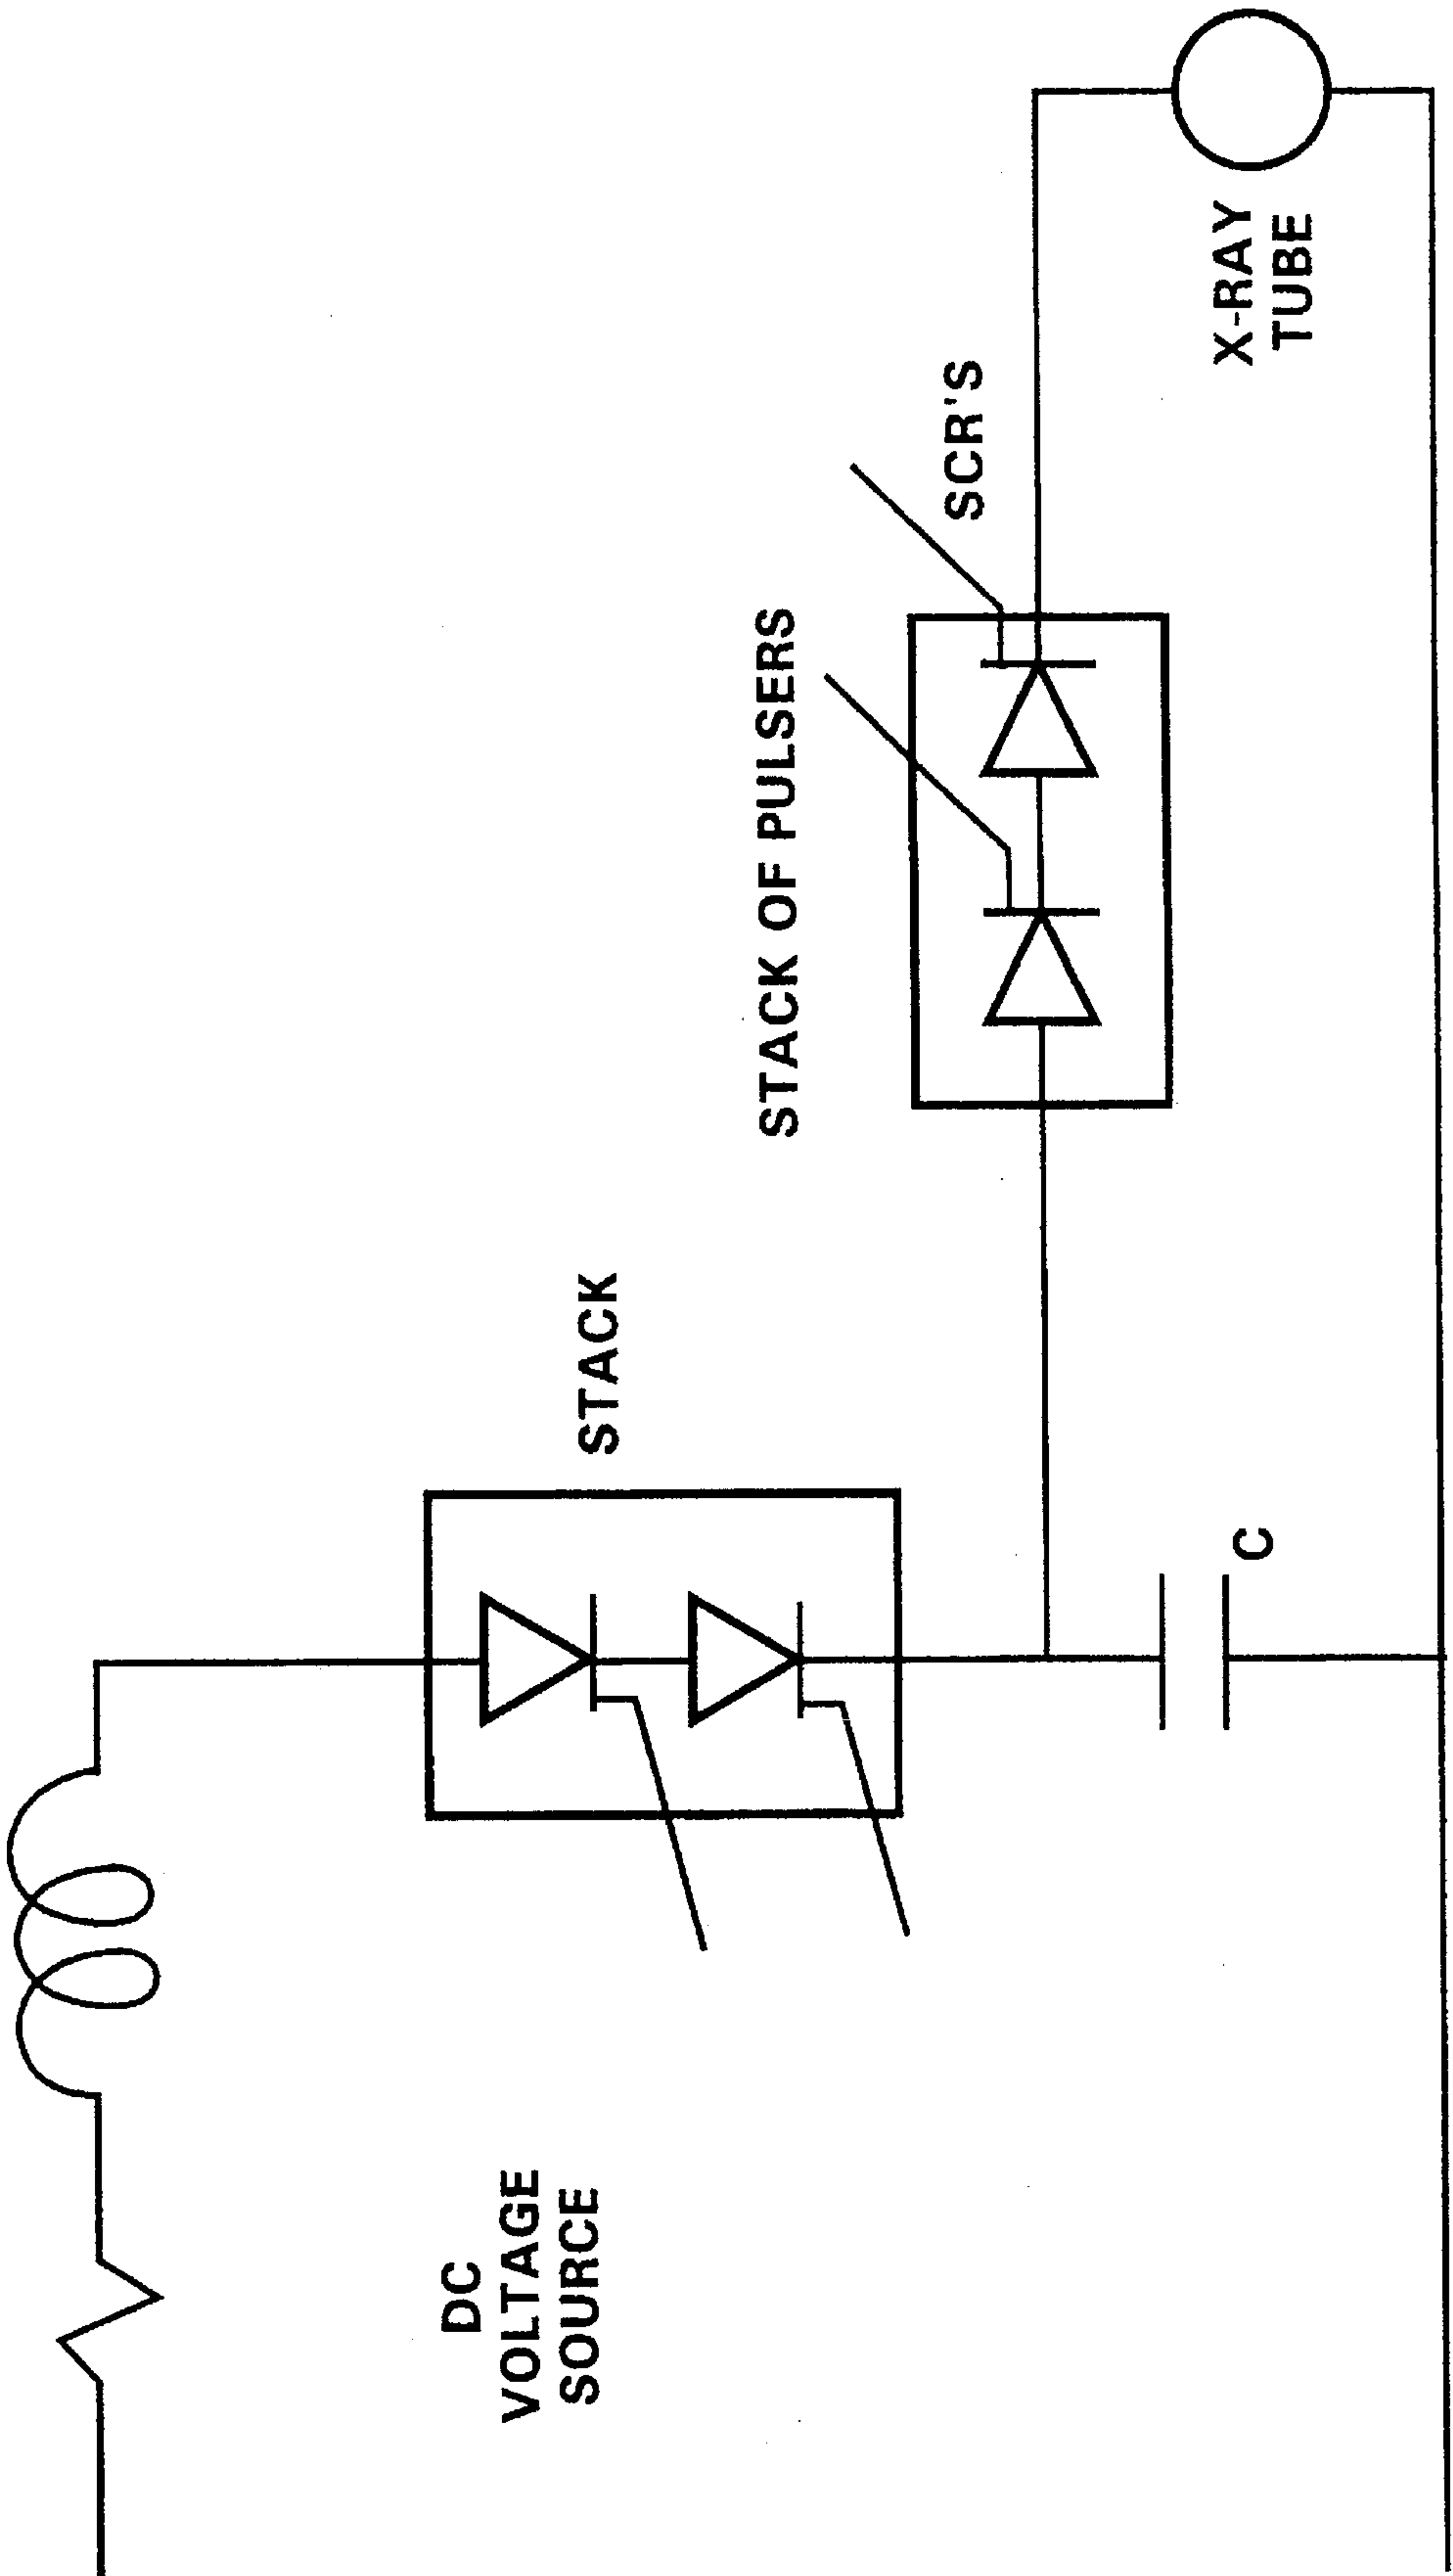 DC
VOLTAGE
SOURCE
STACK
C
STACK OF PULSERS
SCR'S
X-RAY
TUBE